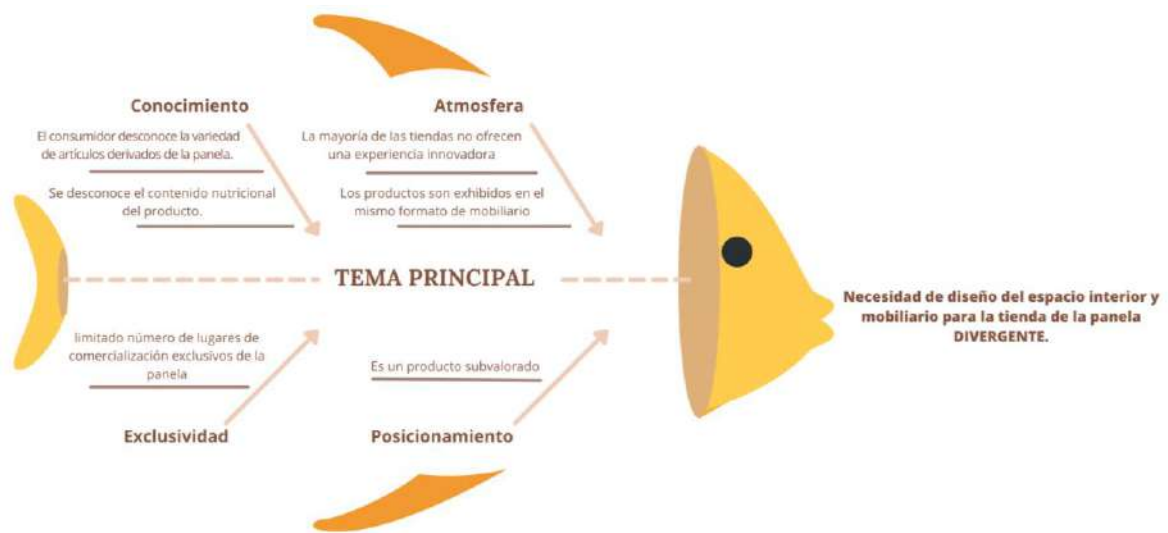 Conocimiento
El consumidor desconoce la variedad
de artículos derivados de la panela.
Se desconoce el contenido nutricional
del producto.
Atmosfera
La mayoría de las tiendas no ofrecen
una experiencia innovadora
Los productos son exhibidos en el
mismo formato de mobiliario
TEMA PRINCIPAL
limitado número de lugares de
comercialización exclusivos de la
panela
Exclusividad
Es un producto subvalorado
Posicionamiento
Necesidad de diseño del espacio interior y
mobiliario para la tienda de la panela
DIVERGENTE.